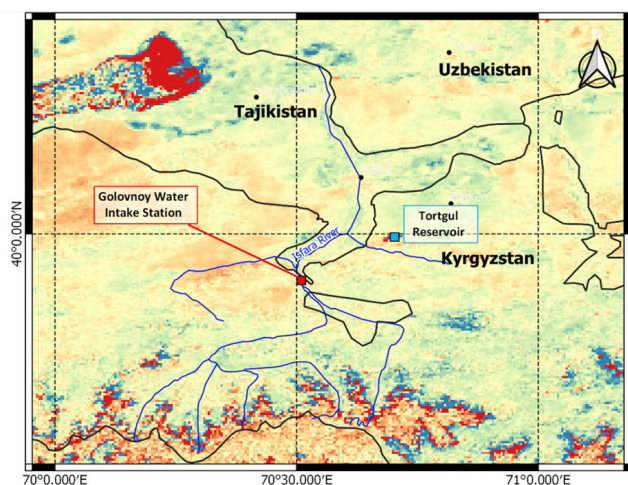 Uzbekistan
Tajikistan
Golovnoy Water
Intake Station
Tortgul
Reservoir
Isfara River
Kyrgyzstan
40°0.000'N
70°0.000'E
70°30.000'E
71°0.000'E